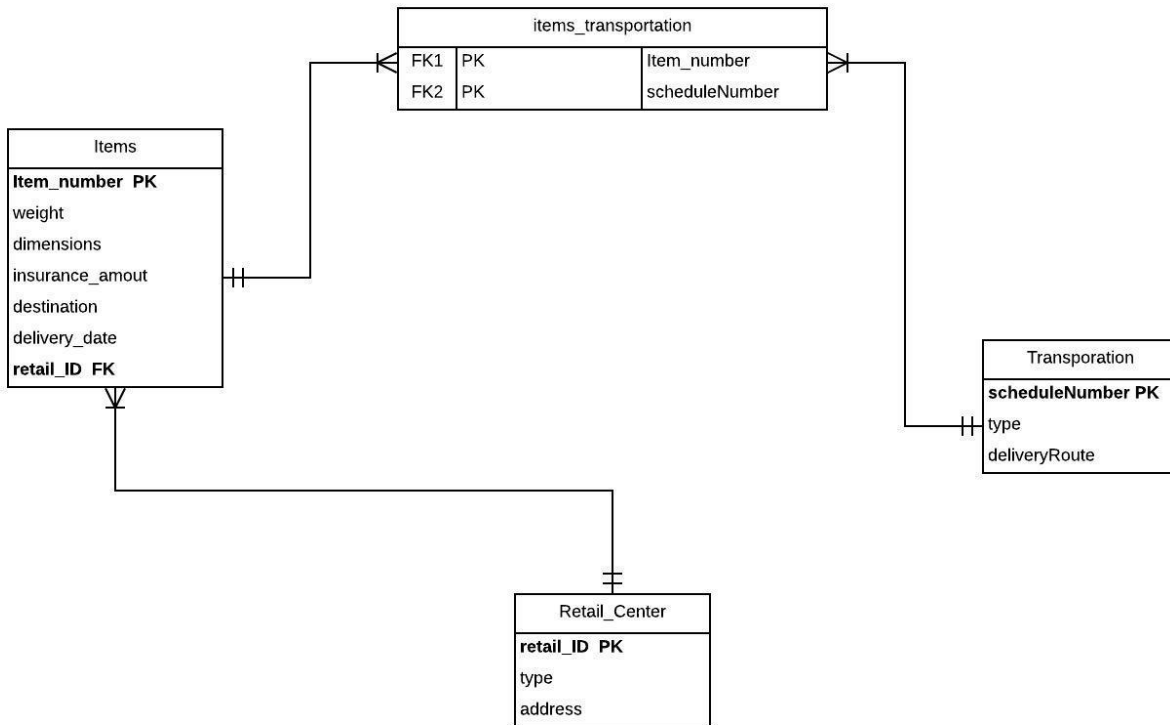 items_transportation
FK1 PK Item_number
FK2 PK scheduleNumber
Items
Item_number PK
weight
dimensions
insurance_amout
destination
delivery_date
retail_ID FK
Transporation
scheduleNumber PK
type
deliveryRoute
Retail_Center
retail_ID PK
type
address